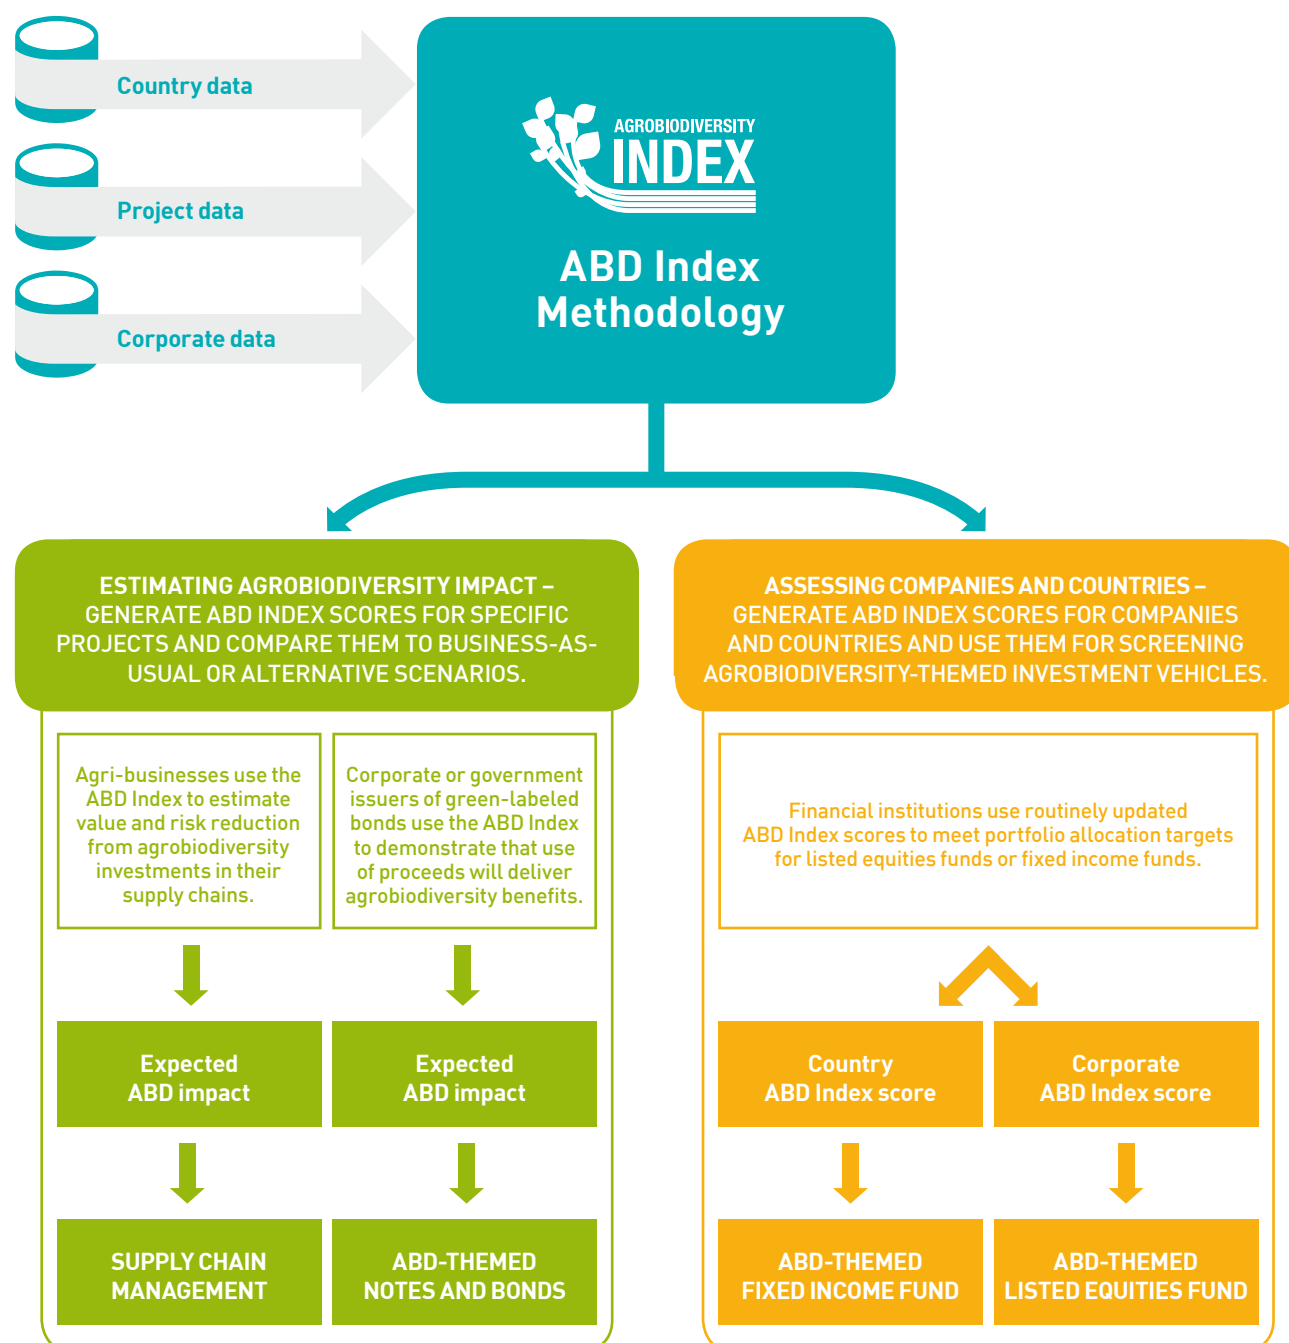 Country data
Project data
Corporate data
AGROBIODIVERSITY
INDEX
ABD Index
Methodology
ESTIMATING AGROBIODIVERSITY IMPACT –
GENERATE ABD INDEX SCORES FOR SPECIFIC
PROJECTS AND COMPARE THEM TO BUSINESS-AS-
USUAL OR ALTERNATIVE SCENARIOS.
Agri-businesses use the
ABD Index to estimate
value and risk reduction
from agrobiodiversity
investments in their
supply chains.
Corporate or government
issuers of green-labeled
bonds use the ABD Index
to demonstrate that use
of proceeds will deliver
agrobiodiversity benefits.
Expected
ABD impact
Expected
ABD impact
SUPPLY CHAIN
MANAGEMENT
ABD-THEMED
NOTES AND BONDS
ASSESSING COMPANIES AND COUNTRIES –
GENERATE ABD INDEX SCORES FOR COMPANIES
AND COUNTRIES AND USE THEM FOR SCREENING
AGROBIODIVERSITY-THEMED INVESTMENT VEHICLES.
Financial institutions use routinely updated
ABD Index scores to meet portfolio allocation targets
for listed equities funds or fixed income funds.
Country
ABD Index score
Corporate
ABD Index score
ABD-THEMED
FIXED INCOME FUND
ABD-THEMED
LISTED EQUITIES FUND